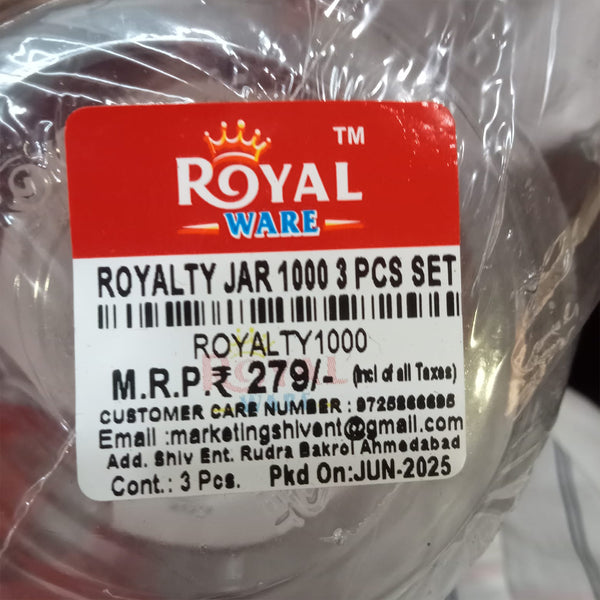 TM
ROYAL
WARE
ROYALTY JAR 1000 3 PCS SET
ROYALTY1000
M.R.P.₹ 279/- (Incl of all Taxes)
CUSTOMER CARE NUMBER : 9725866695
Email :marketingshivent@gmail.com
Add. Shiv Ent. Rudra Bakrol Ahmedabad
Cont.: 3 Pcs. Pkd On:JUN-2025